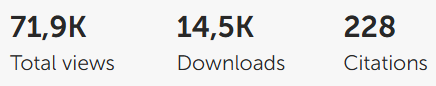 71,9K 14,5K 228
Total views Downloads Citations